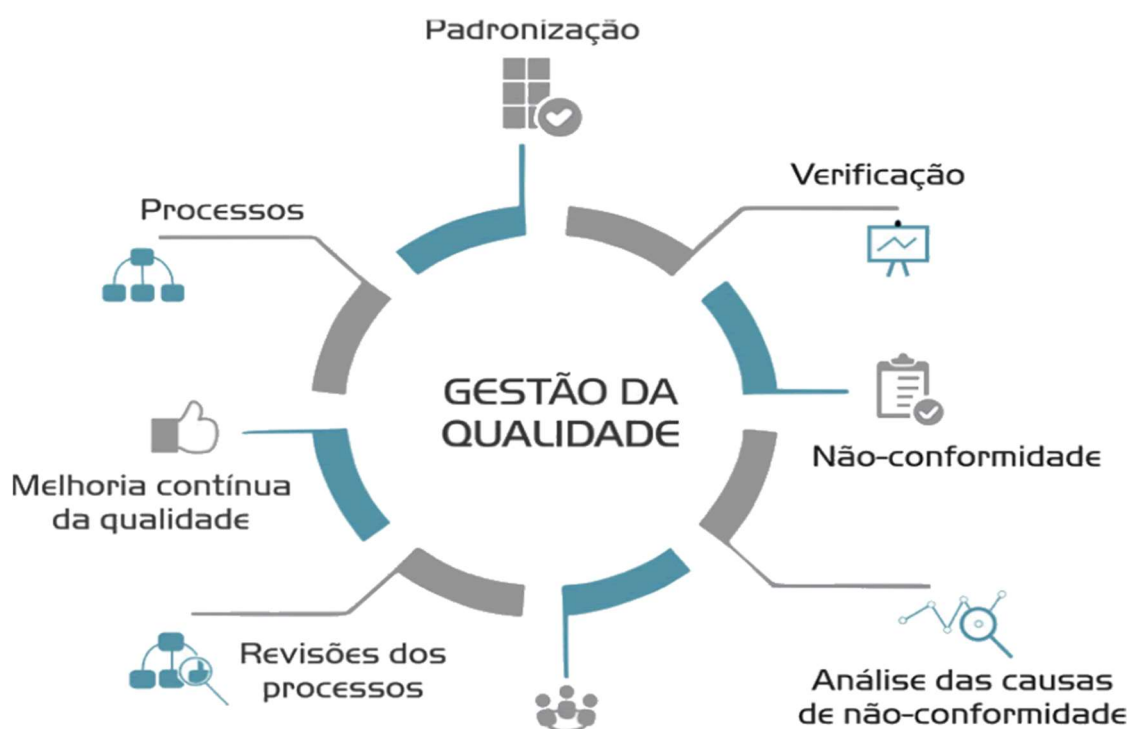 Padronização
Verificação
Processos
GESTÃO DA
QUALIDADE
Não-conformidade
Melhoria contínua
da qualidade
Revisões dos
processos
Análise das causas
de não-conformidade